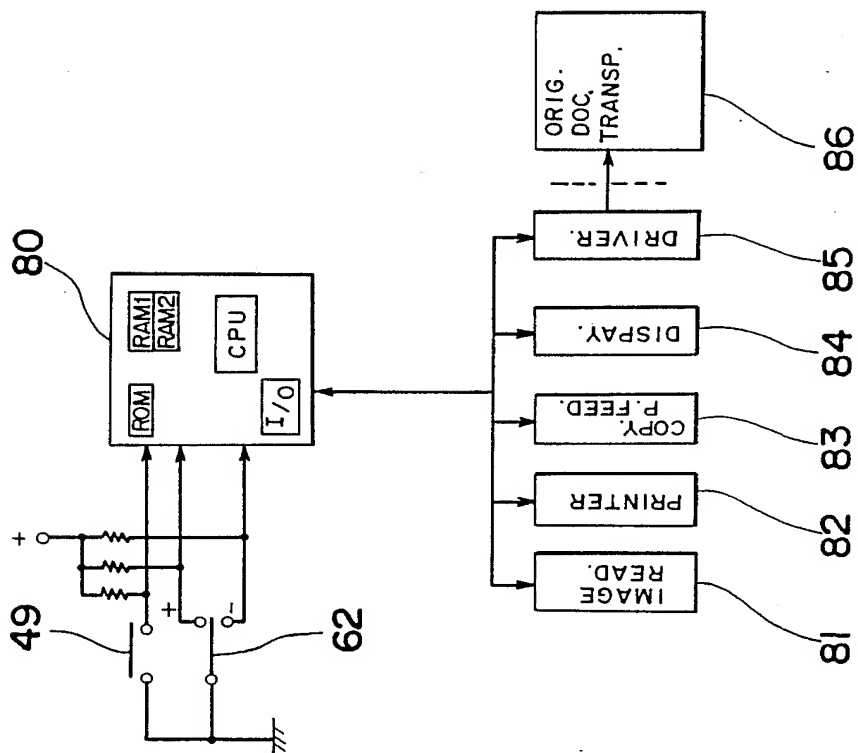 80
ROM
RAM1
RAM2
CPU
I/O
+
49
+
-
62
IMAGE
READ.
PRINTER
COPY.
P. FEED.
DISPAY.
DRIVER.
ORIG.
DOC.
TRANSP.
81
82
83
84
85
86